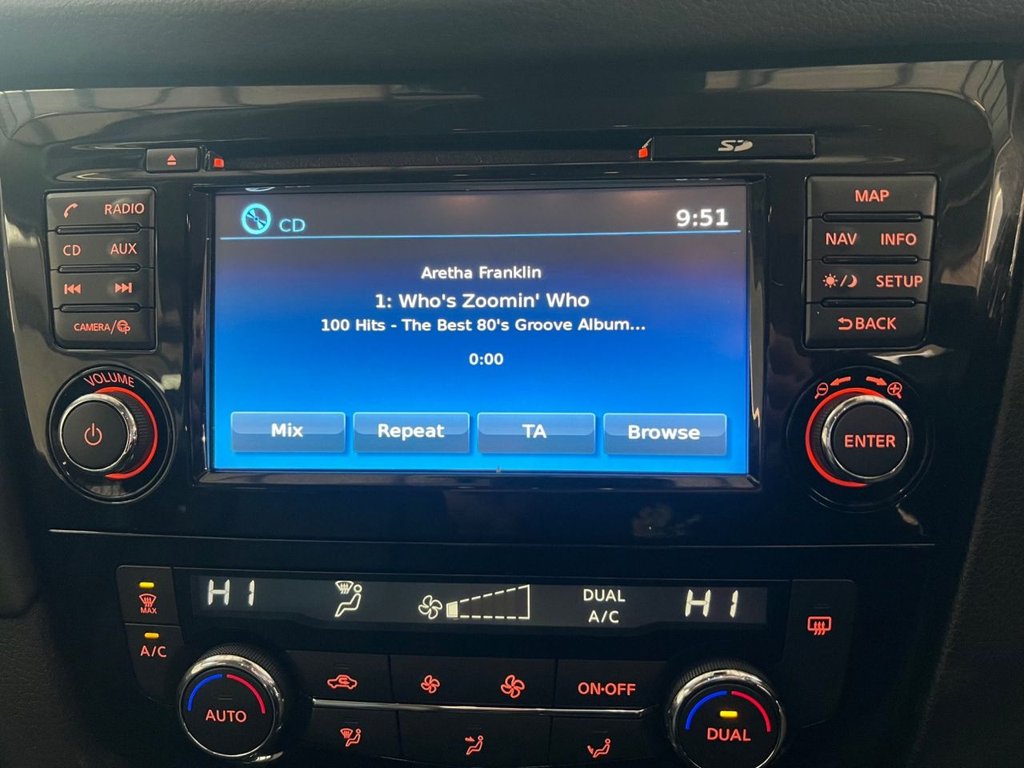 SD
RADIO
MAP
CD 9:51
CD AUX
NAV INFO
Aretha Franklin
SETUP
1: Who's Zoomin' Who
CAMERA/
100 Hits - The Best 80's Groove Album...
BACK
0:00
VOLUME
Mix Repeat TA Browse
ENTER
HI DUAL HI
A/C
MAX
A/C
AUTO
ON·OFF
DUAL